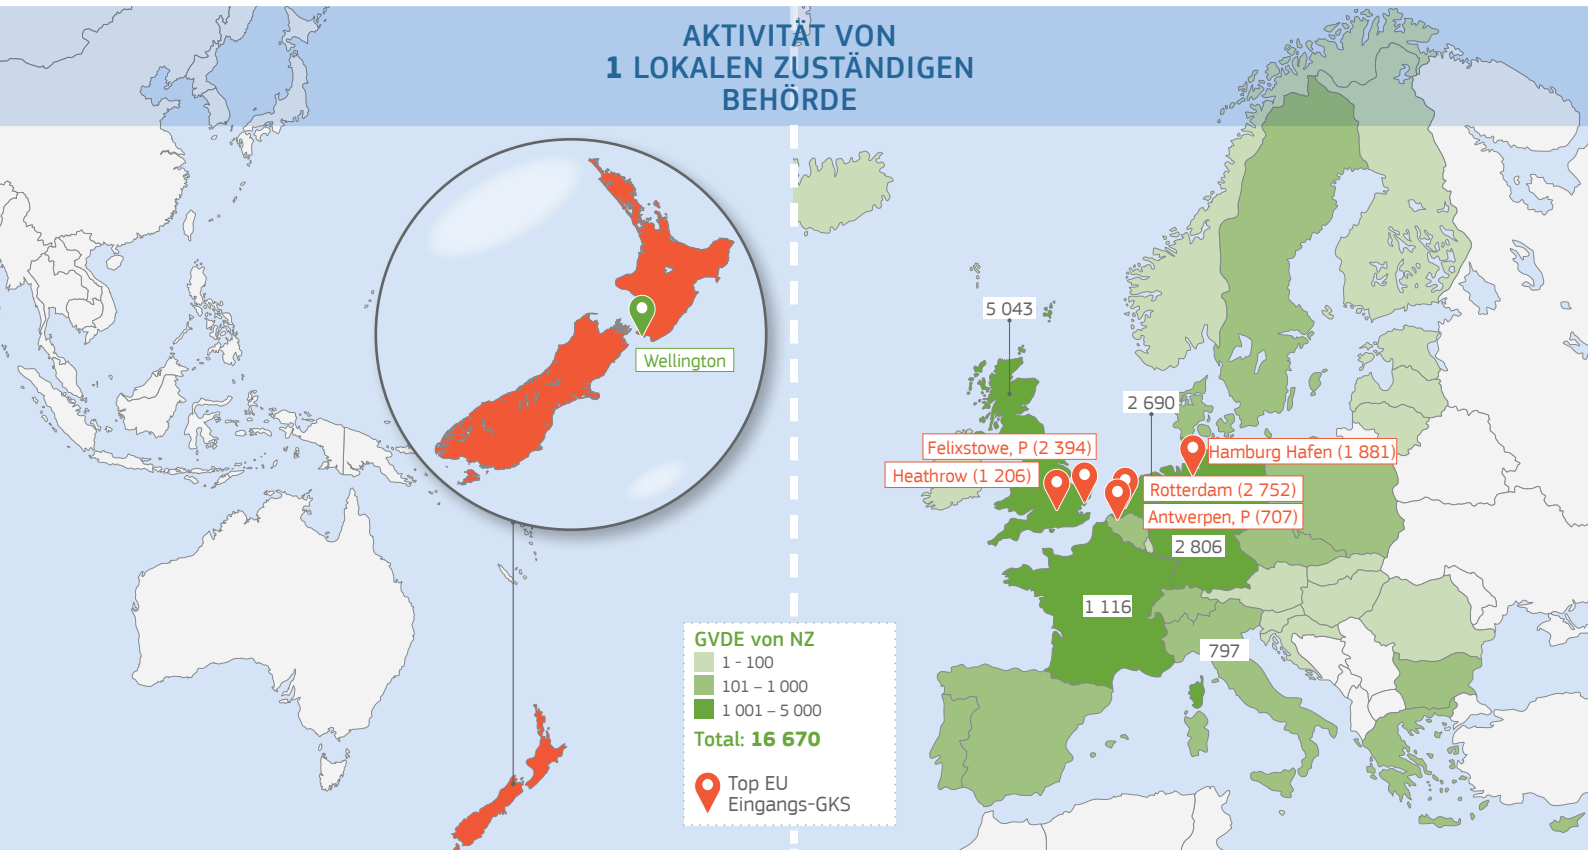 AKTIVITÄT VON
1 LOKALEN ZUSTÄNDIGEN
BEHÖRDE
Wellington
5 043
2 690
Felixstowe, P (2 394)
Hamburg Hafen (1 881)
Heathrow (1 206)
Rotterdam (2 752)
Antwerpen, P (707)
2 806
1 116
797
GVDE von NZ
1 - 100
101 – 1 000
1 001 – 5 000
Total: 16 670
Top EU
Eingangs-GKS